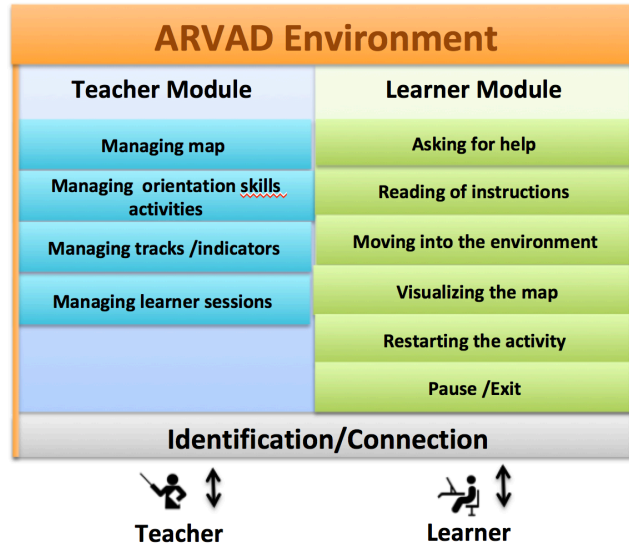 ARVAD Environment
Teacher Module
Managing map
Managing orientation skills
activities
Managing tracks /indicators
Managing learner sessions
Learner Module
Asking for help
Reading of instructions
Moving into the environment
Visualizing the map
Restarting the activity
Pause /Exit
Identification/Connection
Teacher
Learner